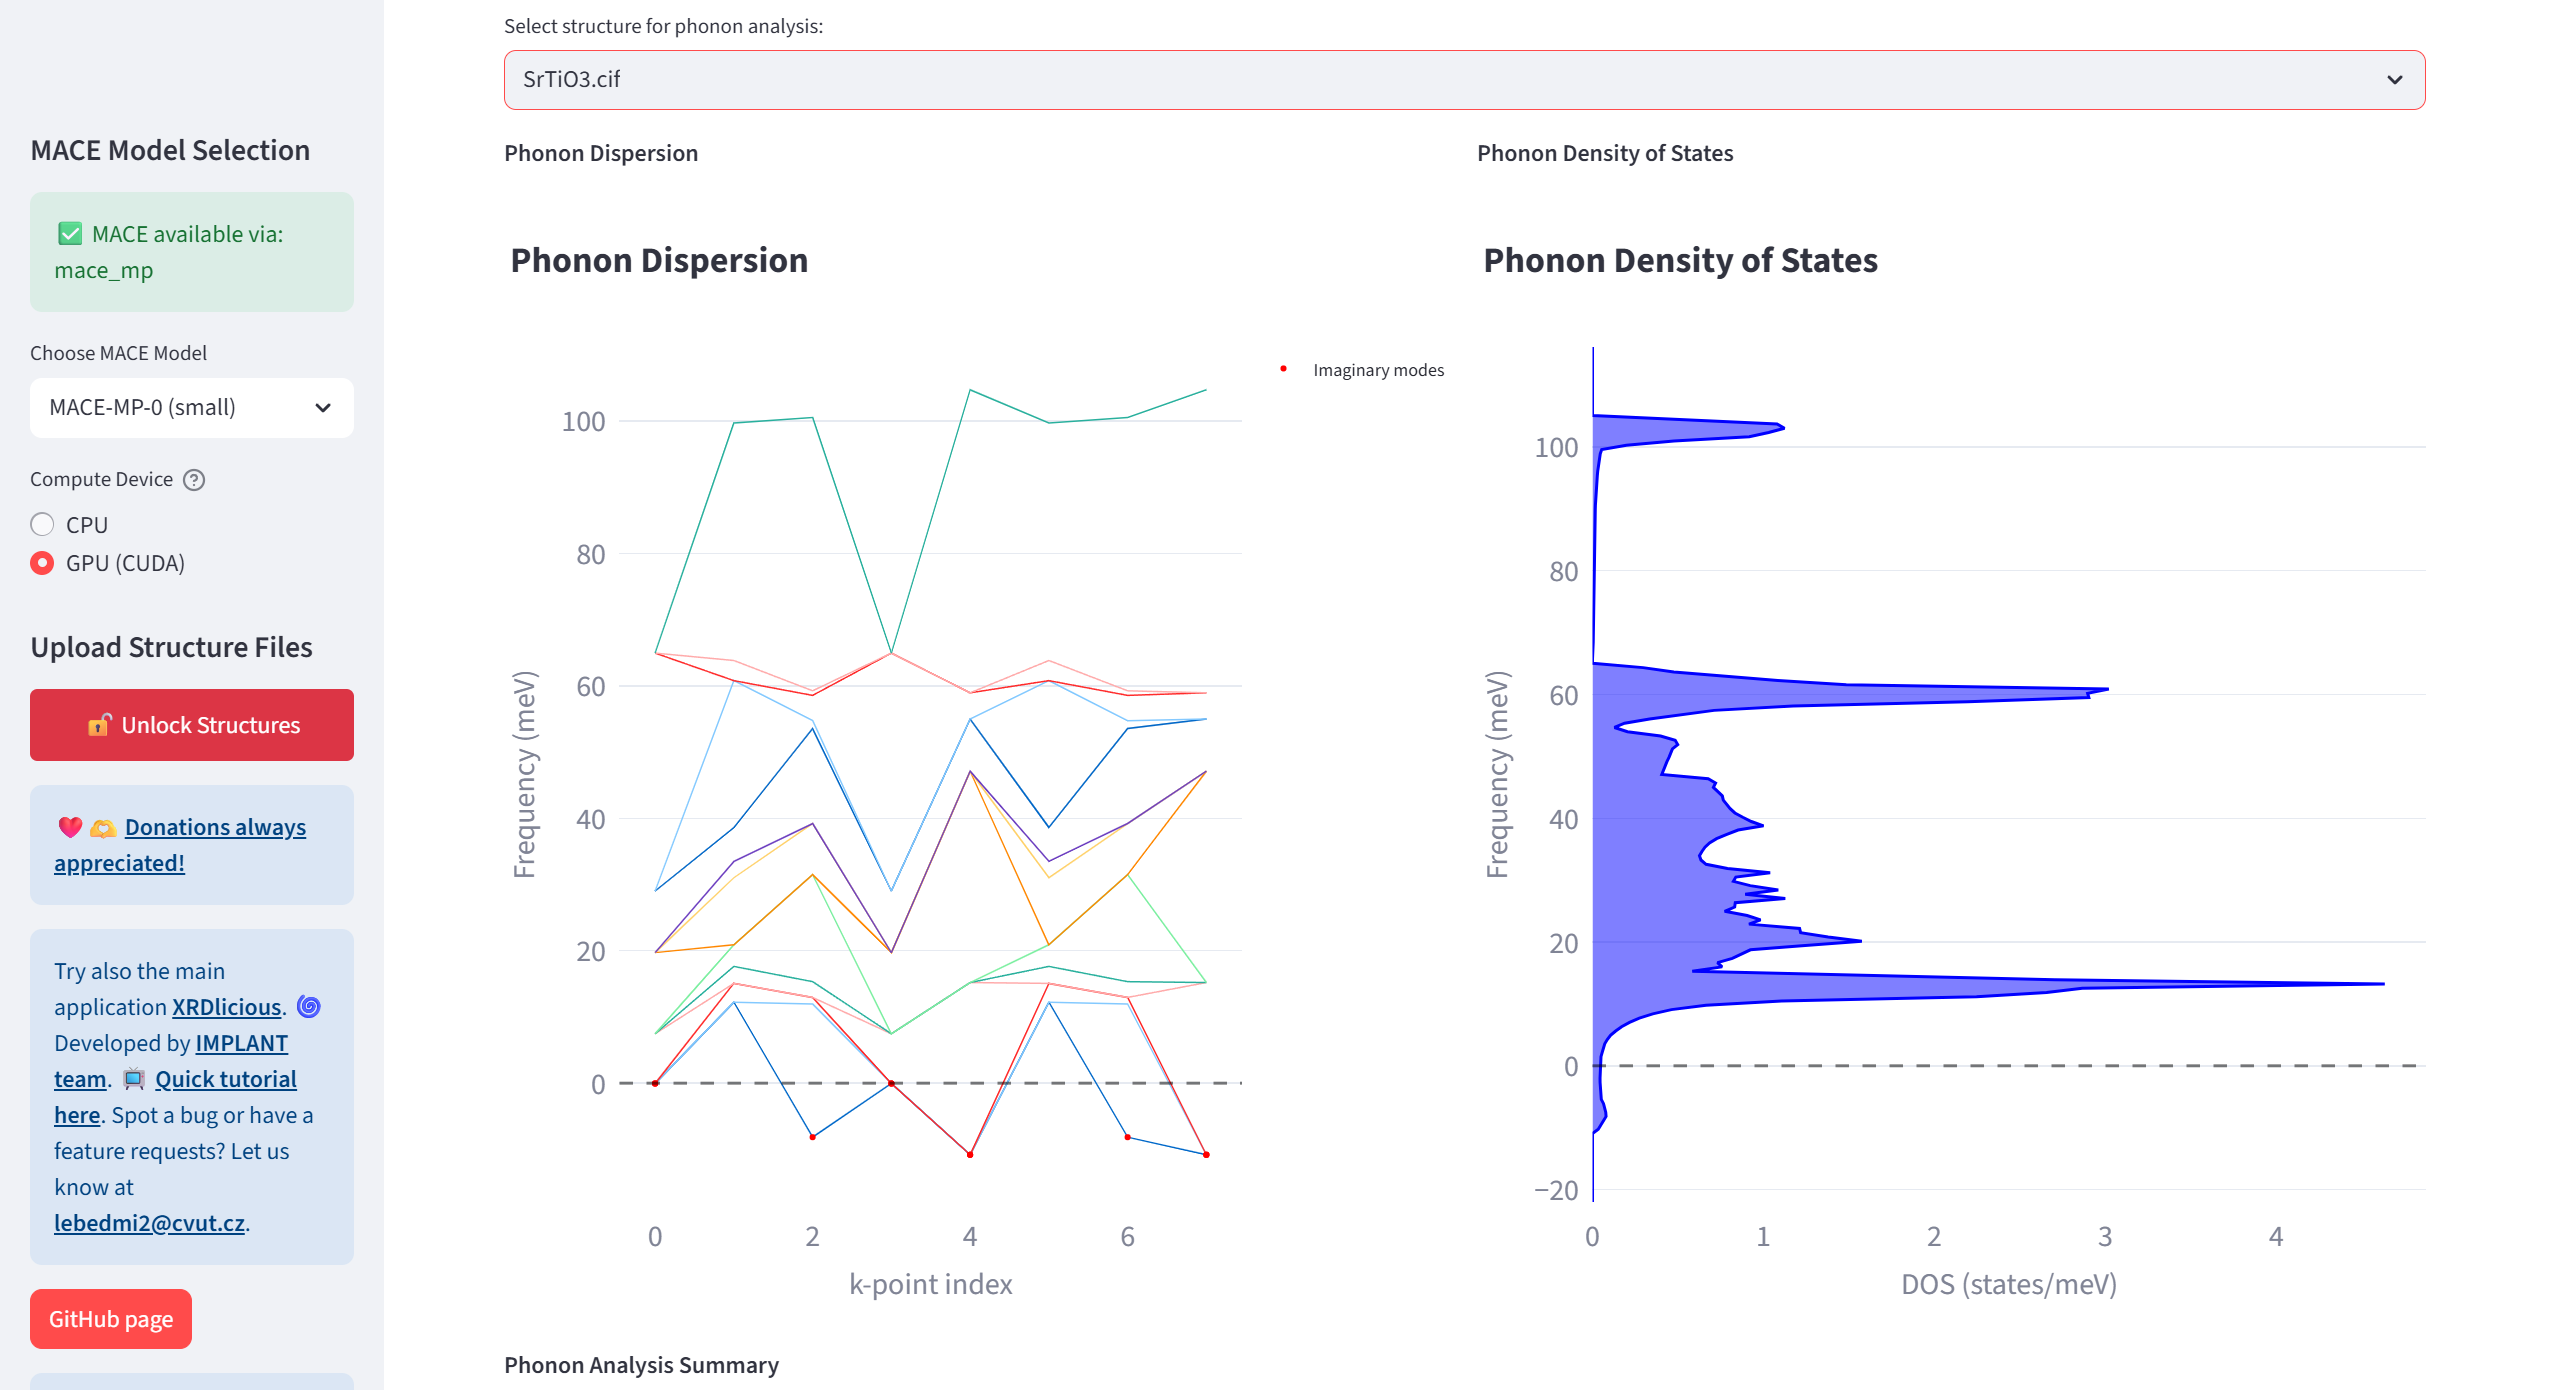 MACE Model Selection
✅ MACE available via:
mace_mp
Choose MACE Model
MACE-MP-0 (small)
Compute Device
CPU
GPU (CUDA)
Upload Structure Files
🔓 Unlock Structures
❤️🫶 Donations always
appreciated!
Try also the main
application XRDlicious. 🌀
Developed by IMPLANT
team. 📺 Quick tutorial
here. Spot a bug or have a
feature requests? Let us
know at
lebedmi2@cvut.cz.
GitHub page
Select structure for phonon analysis:
SrTiO3.cif
Phonon Dispersion
Phonon Dispersion
Imaginary modes
100
80
60
40
20
0
Frequency (meV)
0 2 4 6
k-point index
Phonon Density of States
Phonon Density of States
100
80
60
40
20
0
−20
Frequency (meV)
0 1 2 3 4
DOS (states/meV)
Phonon Analysis Summary